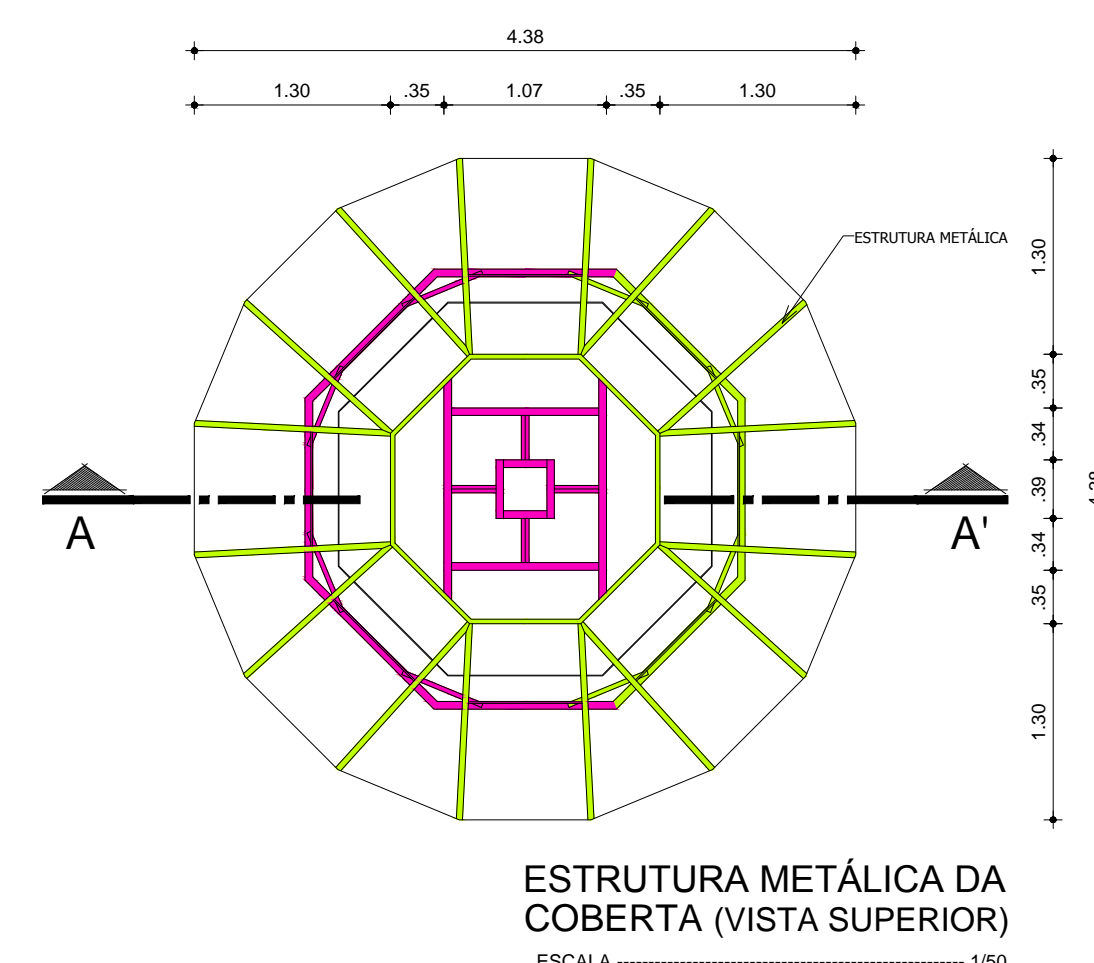 4.38
1.30 .35 1.07 .35 1.30
ESTRUTURA METÁLICA
1.30
.35
.34
.39
.34
.35
1.30
A
A'
ESTRUTURA METÁLICA DA
COBERTA (VISTA SUPERIOR)
ESCALA -------------------------------------------------------- 1/50